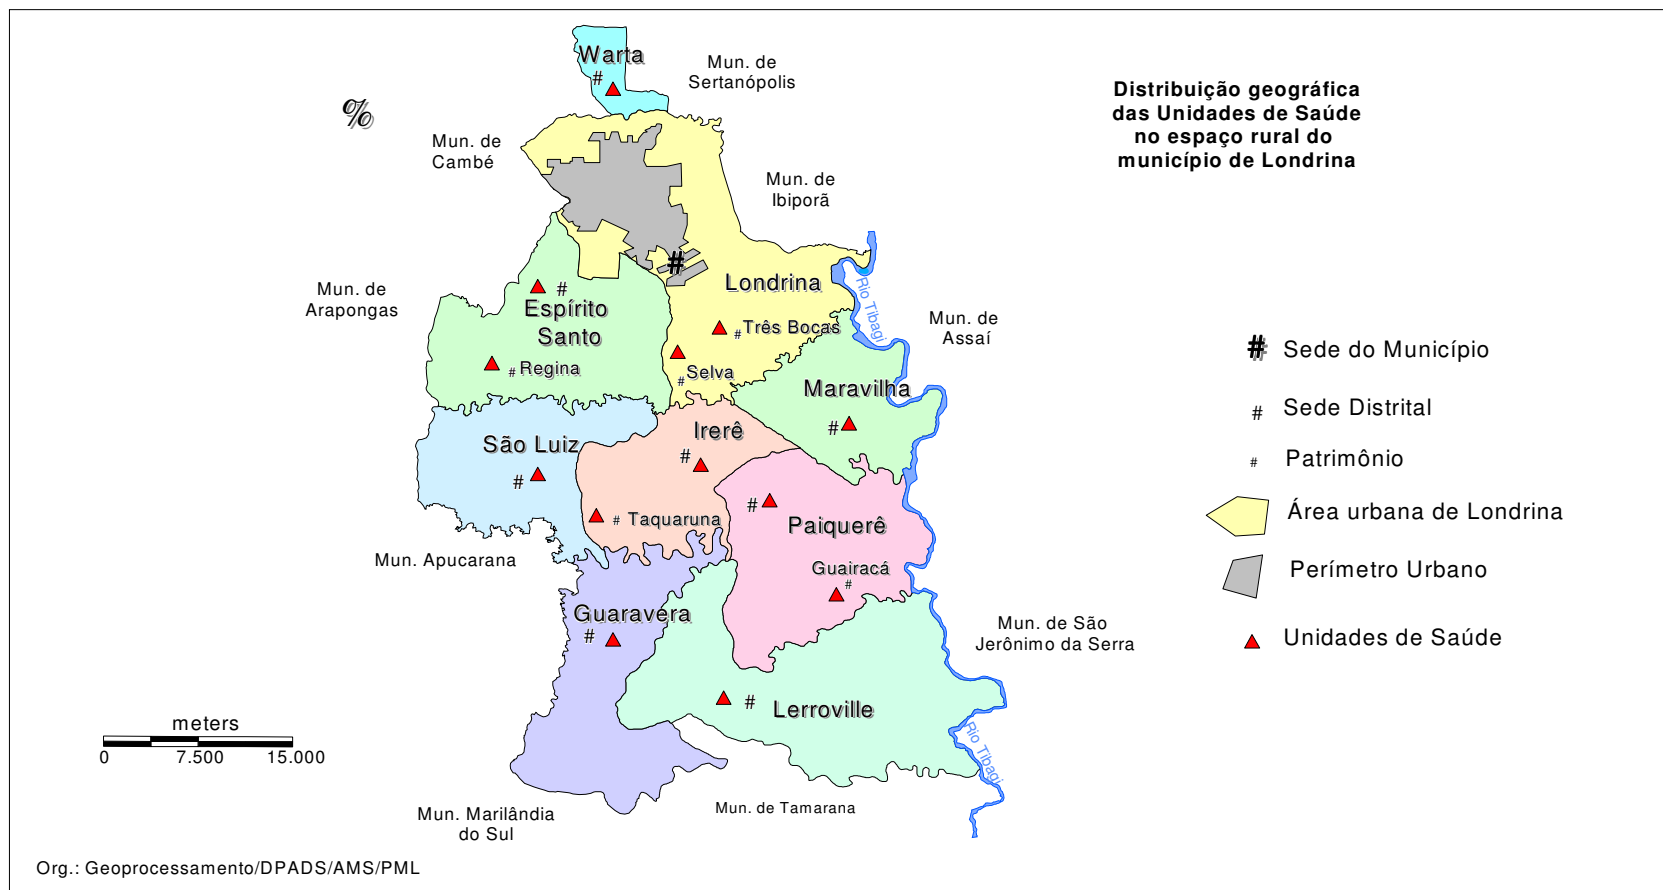 Distribuição geográfica
das Unidades de Saúde
no espaço rural do
município de Londrina
%
Warta
#
Mun. de
Sertanópolis
Mun. de
Cambé
Mun. de
Ibiporã
#
Londrina
Rio Tibagi
Mun. de
Arapongas
#
Espírito
Santo
# Três Bocas
Mun. de
Assaí
# Regina
Selva
#
Maravilha
#
São Luiz
#
Irerê
#
# Taquaruna
#
Paiquerê
Mun. Apucarana
Guairacá
#
Guaravera
#
Mun. de São
Jerônimo da Serra
#
Lerroville
Rio Tibagi
Mun. de Tamarana
Mun. Marilândia
do Sul
# Sede do Município
# Sede Distrital
# Patrimônio
Área urbana de Londrina
Perímetro Urbano
Unidades de Saúde
meters
0 7.500 15.000
Org.: Geoprocessamento/DPADS/AMS/PML